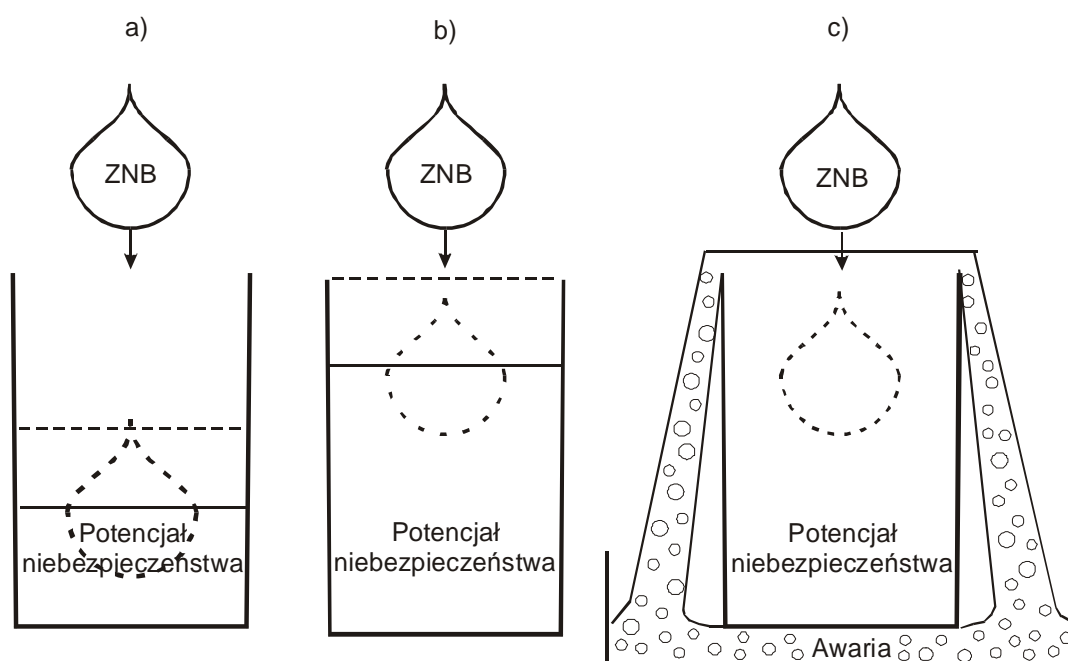 a)
b)
c)
ZNB
ZNB
ZNB
Potencjał
niebezpieczeństwa
Potencjał
niebezpieczeństwa
Potencjał
niebezpieczeństwa
Awaria